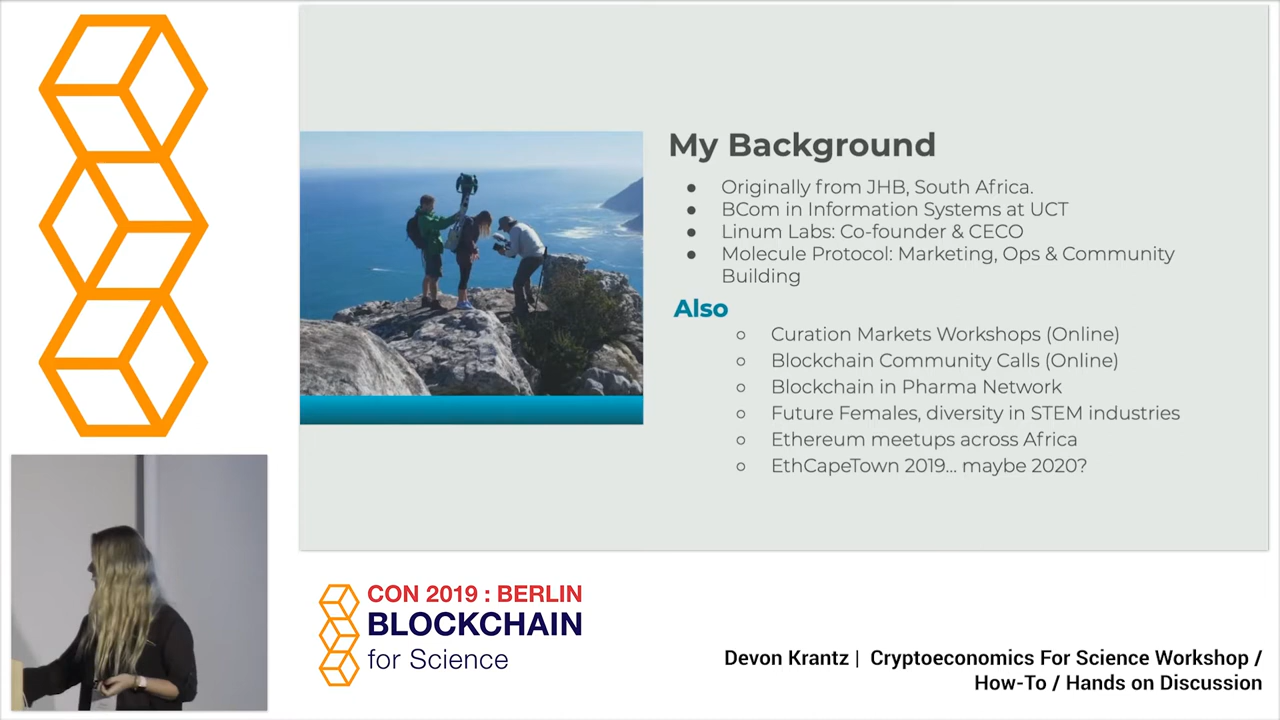 My Background
● Originally from JHB, South Africa.
● BCom in Information Systems at UCT
● Linum Labs: Co-founder & CECO
● Molecule Protocol: Marketing, Ops & Community
Building
Also
○ Curation Markets Workshops (Online)
○ Blockchain Community Calls (Online)
○ Blockchain in Pharma Network
○ Future Females, diversity in STEM industries
○ Ethereum meetups across Africa
○ EthCapeTown 2019... maybe 2020?
CON 2019 : BERLIN
BLOCKCHAIN
for Science
Devon Krantz | Cryptoeconomics For Science Workshop /
How-To / Hands on Discussion